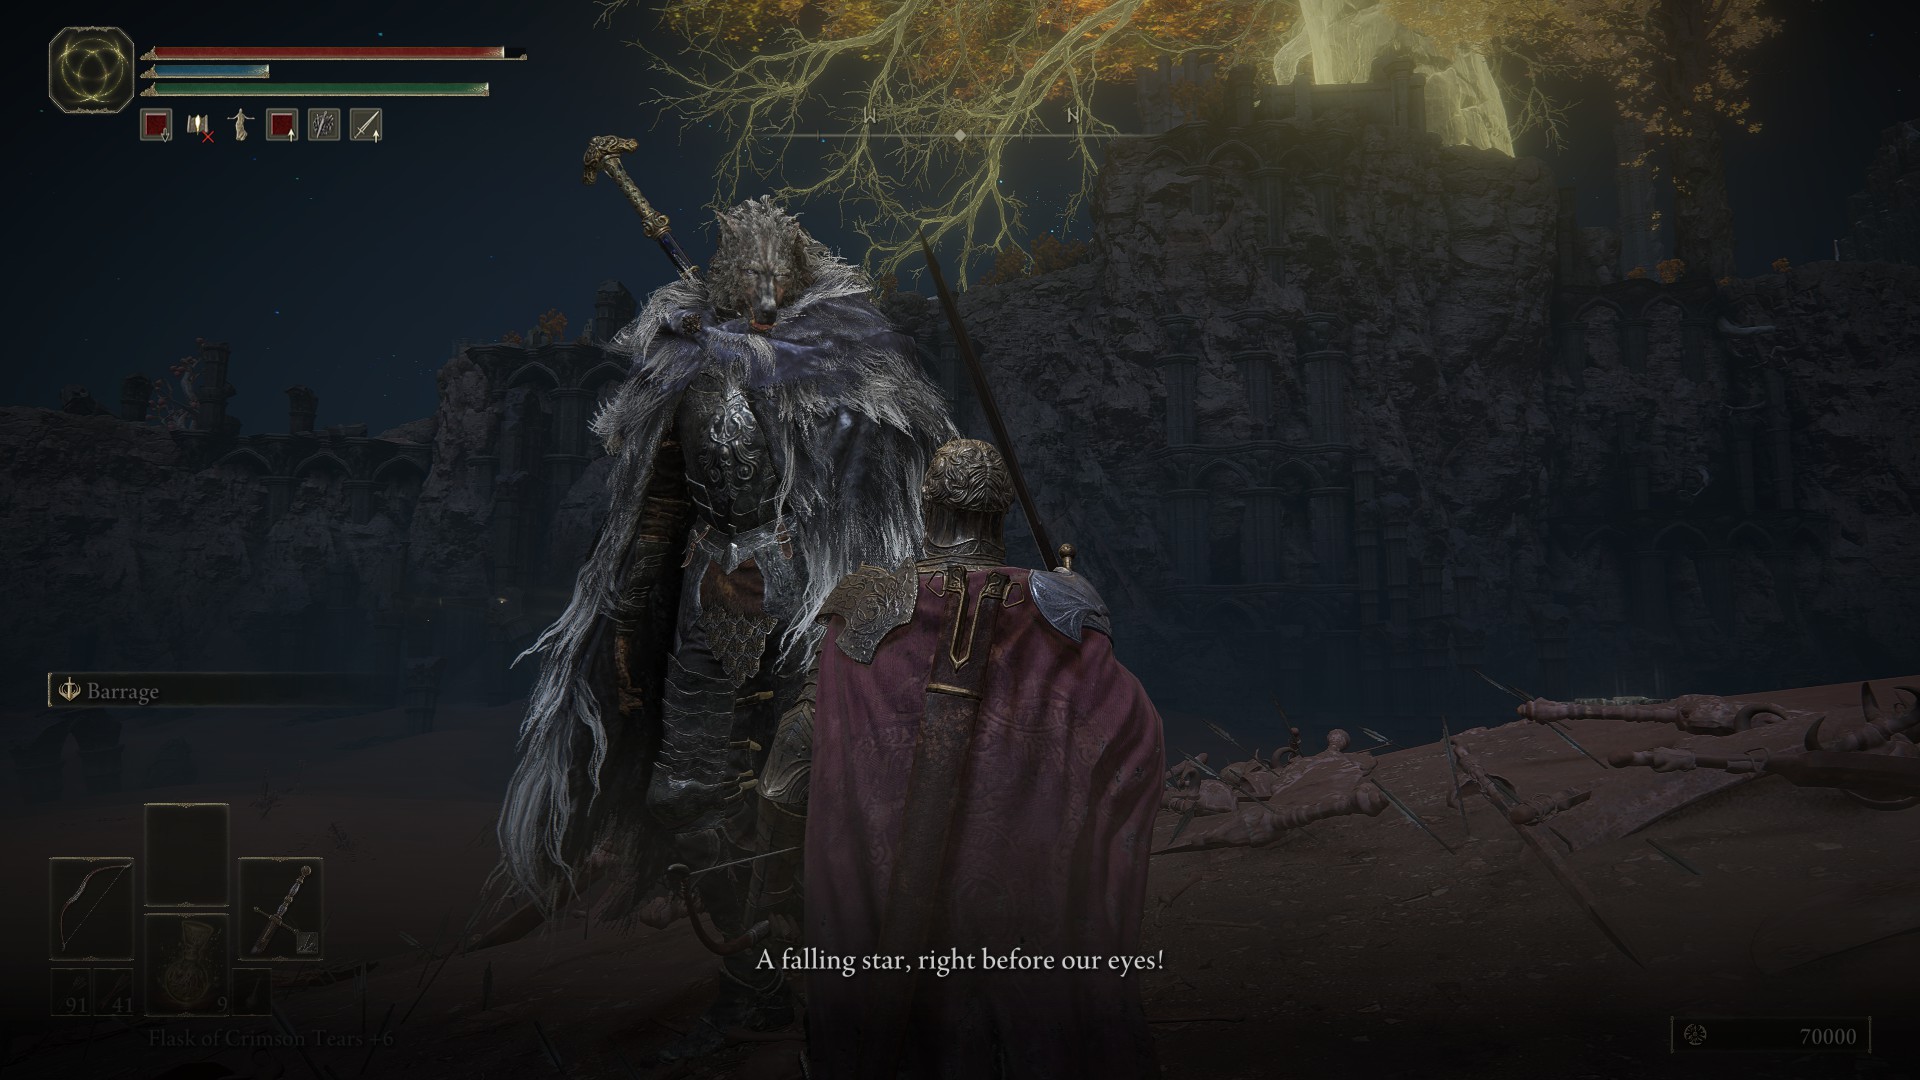 W N
Barrage
A falling star, right before our eyes!
91 41 9
Flask of Crimson Tears +6
70000